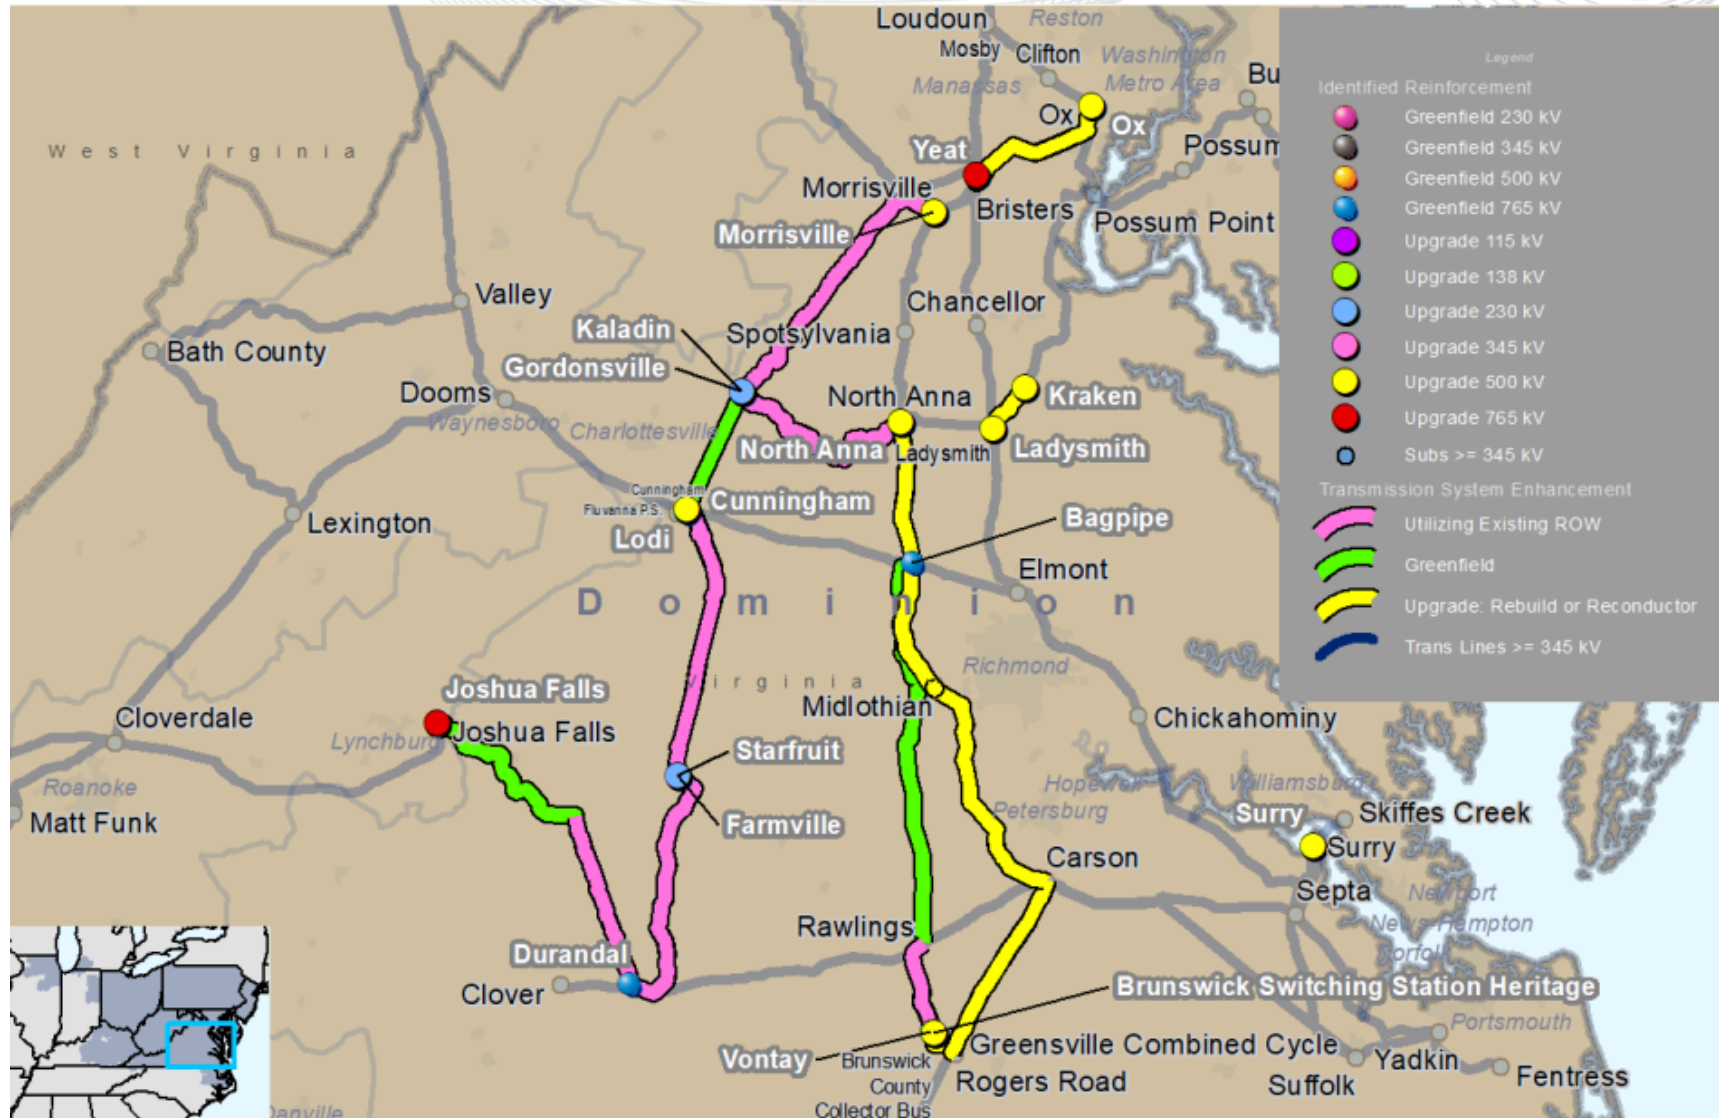 Loudoun
Reston
Mosby
Clifton
Washington
Metro Area
Manassas
Bu
Ox
Ox
Yeat
Possum
West Virginia
Morrisville
Bristers
Possum Point
Morrisville
Valley
Chancellor
Kaladin
Spotsylvania
Bath County
Gordonsville
Dooms
North Anna
Kraken
Waynesboro
Charlottesville
North Anna
Ladysmith
Ladysmith
Cunningham
Cunningham
Fluvanna P.S.
Lexington
Lodi
Bagpipe
Elmont
Dominion
Richmond
Virginia
Joshua Falls
Midlothian
Cloverdale
Joshua Falls
Lynchburg
Chickahominy
Starfruit
Roanoke
Hopewell
Williamsburg
Matt Funk
Petersburg
Surry
Skiffes Creek
Farmville
Surry
Carson
Septa
Newport
News-Hampton
Norfolk
Rawlings
Durandal
Clover
Brunswick Switching Station Heritage
Portsmouth
Vontay
Brunswick
County
Collector Bus
Greensville Combined Cycle
Rogers Road
Yadkin
Suffolk
Fentress
Danville
Legend
Identified Reinforcement
Greenfield 230 kV
Greenfield 345 kV
Greenfield 500 kV
Greenfield 765 kV
Upgrade 115 kV
Upgrade 138 kV
Upgrade 230 kV
Upgrade 345 kV
Upgrade 500 kV
Upgrade 765 kV
Subs >= 345 kV
Transmission System Enhancement
Utilizing Existing ROW
Greenfield
Upgrade: Rebuild or Reconductor
Trans Lines >= 345 kV